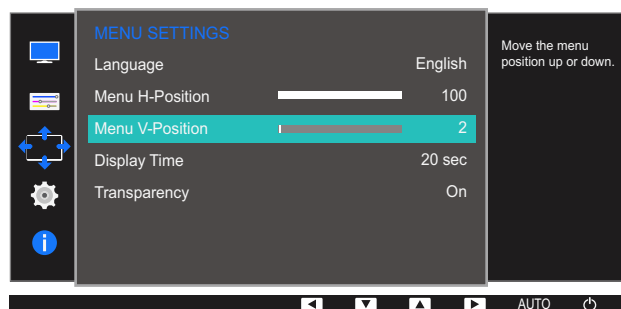 MENU SETTINGS
Language English
Menu H-Position 100
Menu V-Position 2
Display Time 20 sec
Transparency On
Move the menu
position up or down.
AUTO